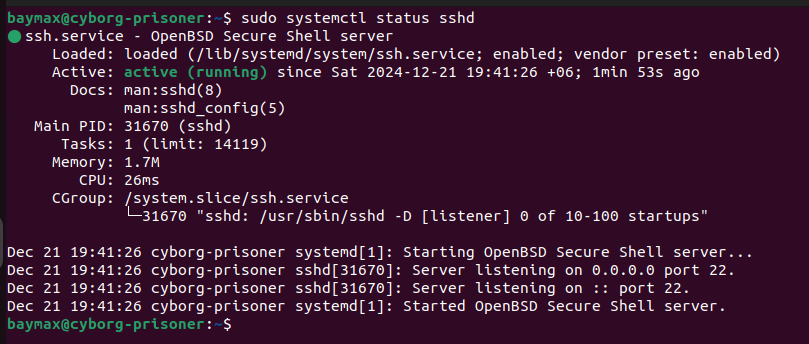 baymax@cyborg-prisoner:~$ sudo systemctl status sshd
● ssh.service - OpenBSD Secure Shell server
     Loaded: loaded (/lib/systemd/system/ssh.service; enabled; vendor preset: enabled)
     Active: active (running) since Sat 2024-12-21 19:41:26 +06; 1min 53s ago
       Docs: man:sshd(8)
             man:sshd_config(5)
   Main PID: 31670 (sshd)
      Tasks: 1 (limit: 14119)
     Memory: 1.7M
        CPU: 26ms
     CGroup: /system.slice/ssh.service
             └─31670 "sshd: /usr/sbin/sshd -D [listener] 0 of 10-100 startups"

Dec 21 19:41:26 cyborg-prisoner systemd[1]: Starting OpenBSD Secure Shell server...
Dec 21 19:41:26 cyborg-prisoner sshd[31670]: Server listening on 0.0.0.0 port 22.
Dec 21 19:41:26 cyborg-prisoner sshd[31670]: Server listening on :: port 22.
Dec 21 19:41:26 cyborg-prisoner systemd[1]: Started OpenBSD Secure Shell server.
baymax@cyborg-prisoner:~$